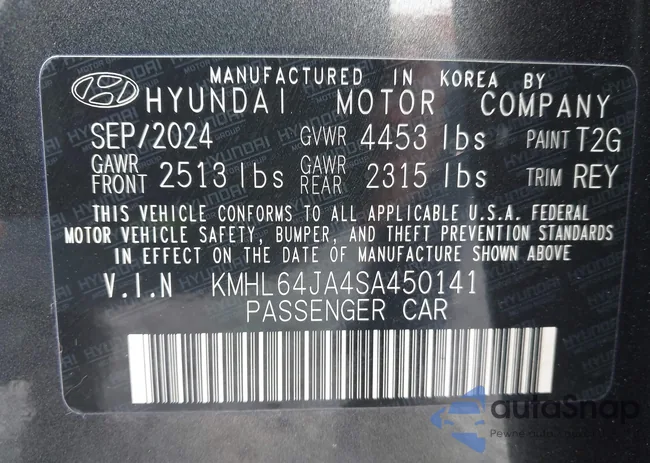 MANUFACTURED IN KOREA BY
HYUNDAI MOTOR COMPANY
SEP/2024 GVWR 4453 lbs PAINT T2G
GAWR FRONT 2513 lbs GAWR REAR 2315 lbs TRIM REY
THIS VEHICLE CONFORMS TO ALL APPLICABLE U.S.A. FEDERAL
MOTOR VEHICLE SAFETY, BUMPER, AND THEFT PREVENTION STANDARDS
IN EFFECT ON THE DATE OF MANUFACTURE SHOWN ABOVE
V.I.N KMHL64JA4SA450141
PASSENGER CAR
autoSnap